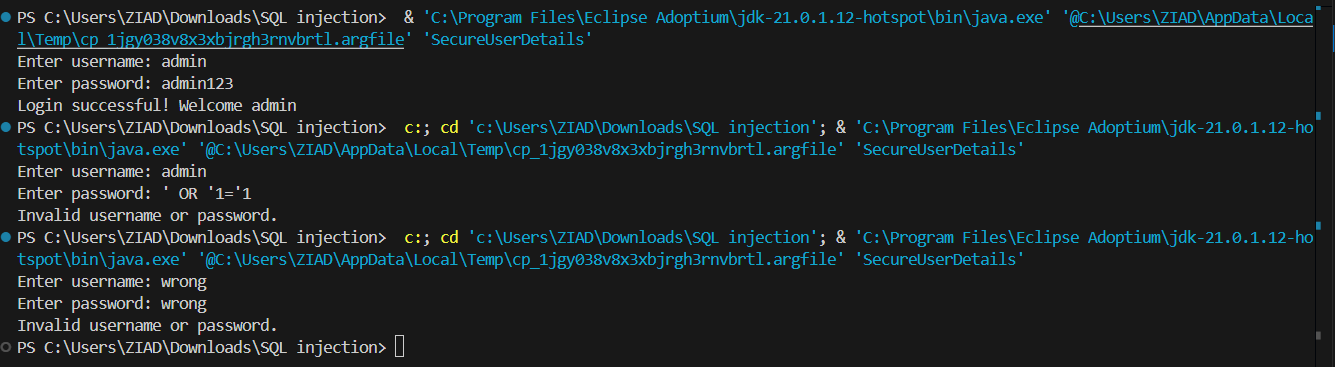 PS C:\Users\ZIAD\Downloads\SQL injection>  & 'C:\Program Files\Eclipse Adoptium\jdk-21.0.1.12-hotspot\bin\java.exe' '@C:\Users\ZIAD\AppData\Loca
l\Temp\cp_1jgy038v8x3xbjrgh3rnvbrtl.argfile' 'SecureUserDetails'
Enter username: admin
Enter password: admin123
Login successful! Welcome admin
PS C:\Users\ZIAD\Downloads\SQL injection>  c:; cd 'c:\Users\ZIAD\Downloads\SQL injection'; & 'C:\Program Files\Eclipse Adoptium\jdk-21.0.1.12-ho
tspot\bin\java.exe' '@C:\Users\ZIAD\AppData\Local\Temp\cp_1jgy038v8x3xbjrgh3rnvbrtl.argfile' 'SecureUserDetails'
Enter username: admin
Enter password: ' OR '1='1
Invalid username or password.
PS C:\Users\ZIAD\Downloads\SQL injection>  c:; cd 'c:\Users\ZIAD\Downloads\SQL injection'; & 'C:\Program Files\Eclipse Adoptium\jdk-21.0.1.12-ho
tspot\bin\java.exe' '@C:\Users\ZIAD\AppData\Local\Temp\cp_1jgy038v8x3xbjrgh3rnvbrtl.argfile' 'SecureUserDetails'
Enter username: wrong
Enter password: wrong
Invalid username or password.
PS C:\Users\ZIAD\Downloads\SQL injection>